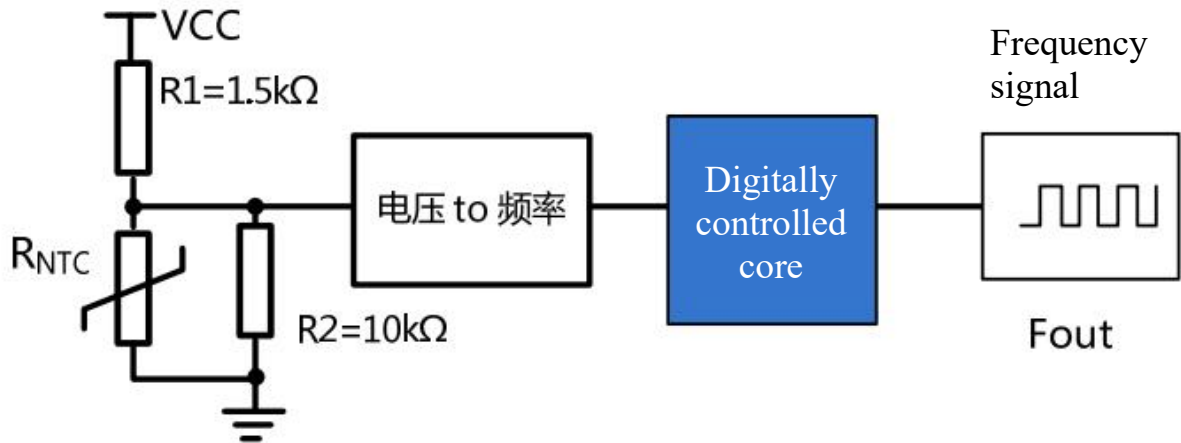 VCC
R1=1.5kΩ
Frequency
signal
电压 to 频率
Digitally
controlled
core
RNTC
R2=10kΩ
Fout